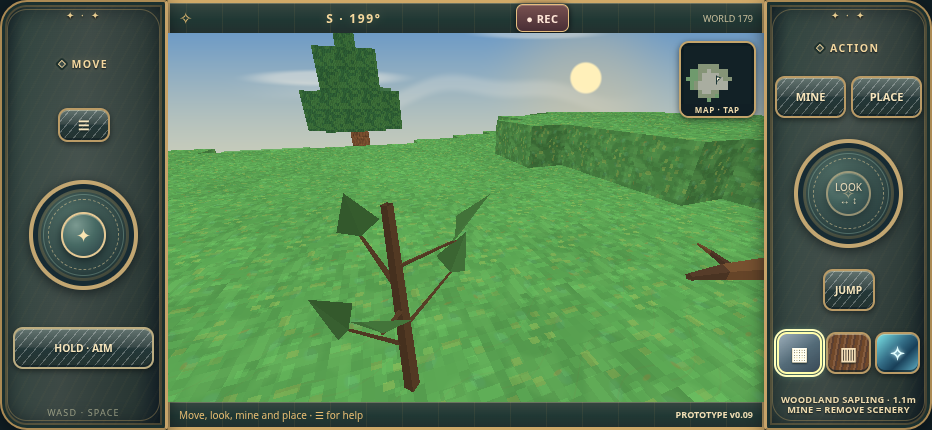 MOVE
☰
HOLD · AIM
WASD · SPACE
S · 199°
● REC
WORLD 179
MAP · TAP
Move, look, mine and place · ☰ for help
PROTOTYPE v0.09
ACTION
MINE
PLACE
LOOK
JUMP
WOODLAND SAPLING · 1.1m
MINE = REMOVE SCENERY